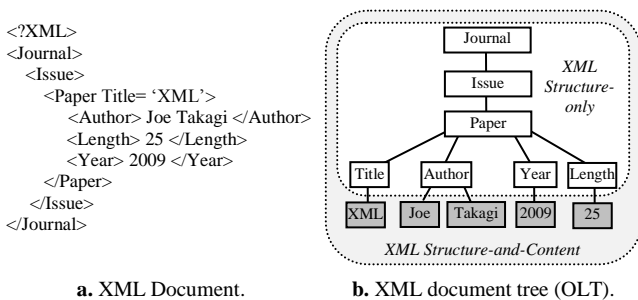 <?XML>
<Journal>
<Issue>
<Paper Title= ‘XML’>
<Author> Joe Takagi </Author>
<Length> 25 </Length>
<Year> 2009 </Year>
</Paper>
</Issue>
</Journal>
a. XML Document.
Journal
Issue
Paper
XML
Structure-
only
Title Author Year Length
XML Joe Takagi 2009 25
XML Structure-and-Content
b. XML document tree (OLT).